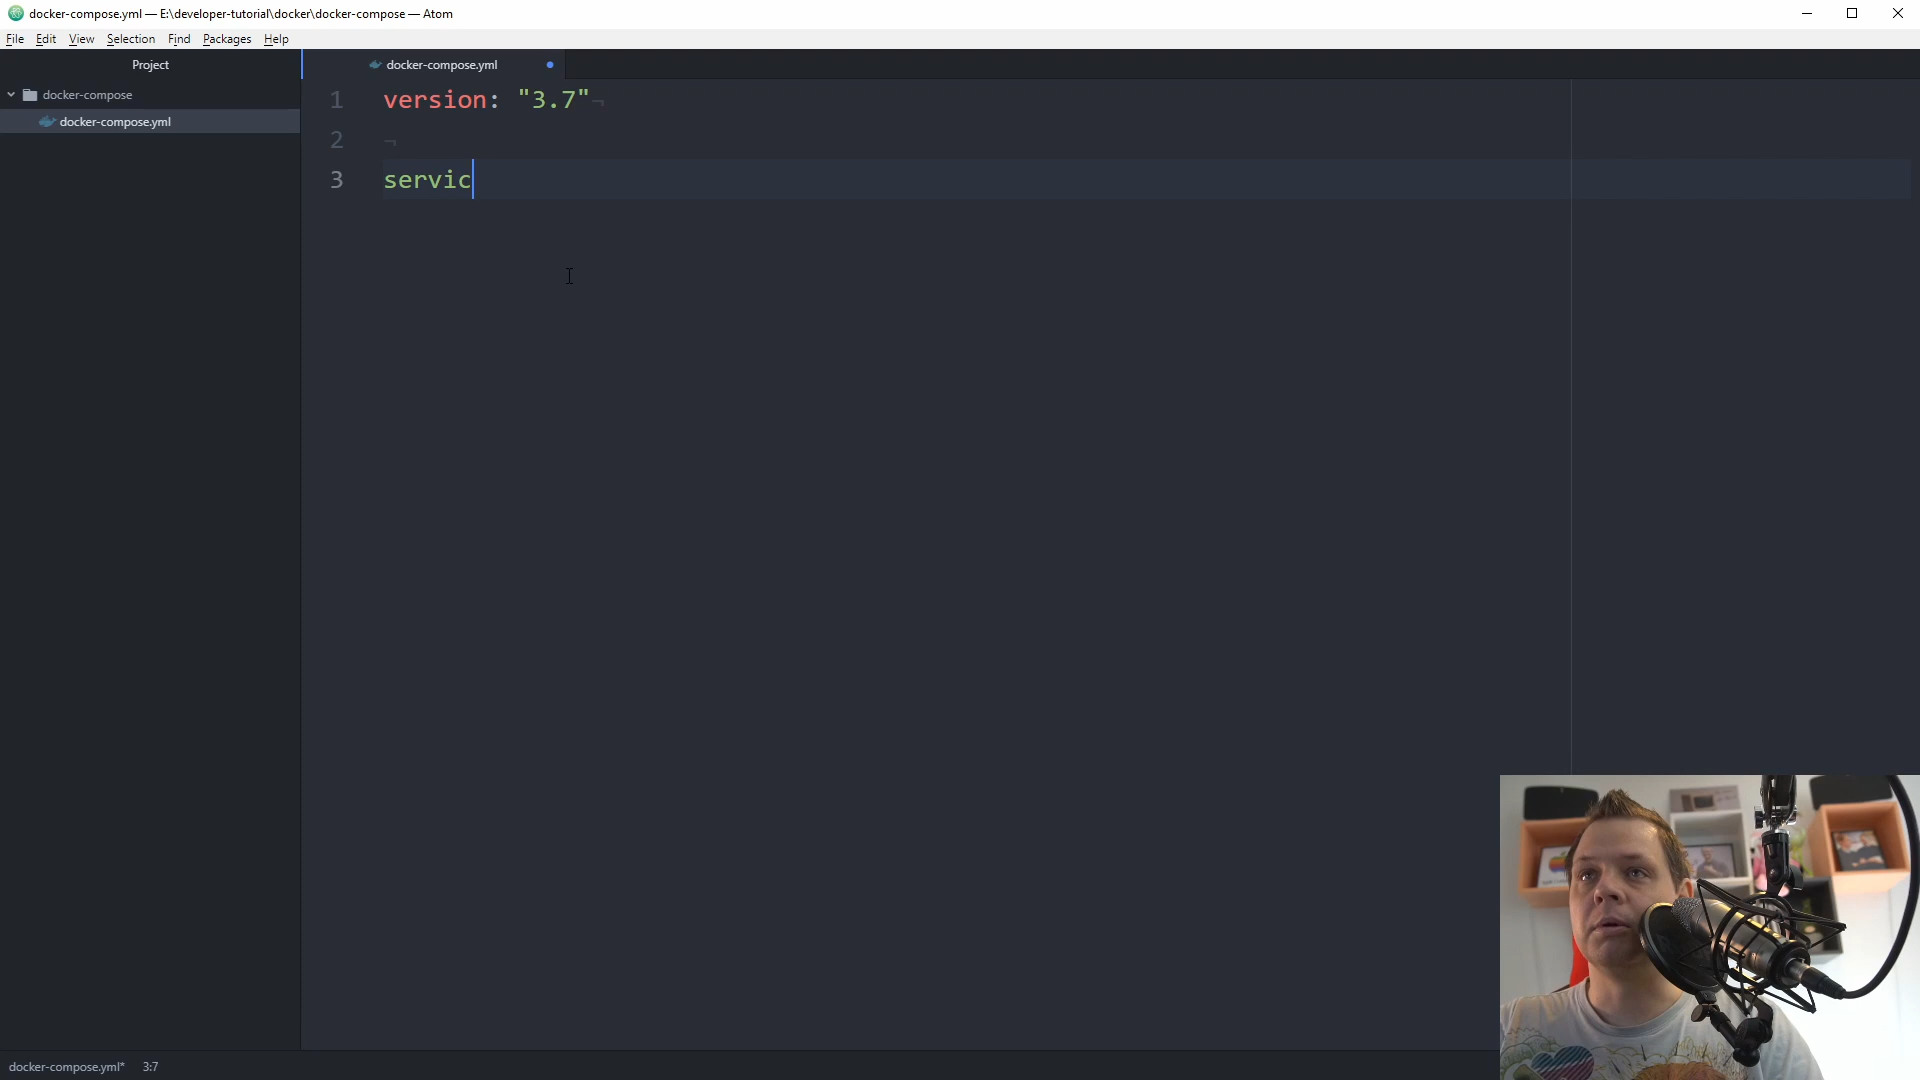 docker-compose.yml — E:\developer-tutorial\docker\docker-compose — Atom
File Edit View Selection Find Packages Help
Project
docker-compose.yml
docker-compose
docker-compose.yml
1 version: "3.7"¬
2 ¬
3 servic
docker-compose.yml* 3:7